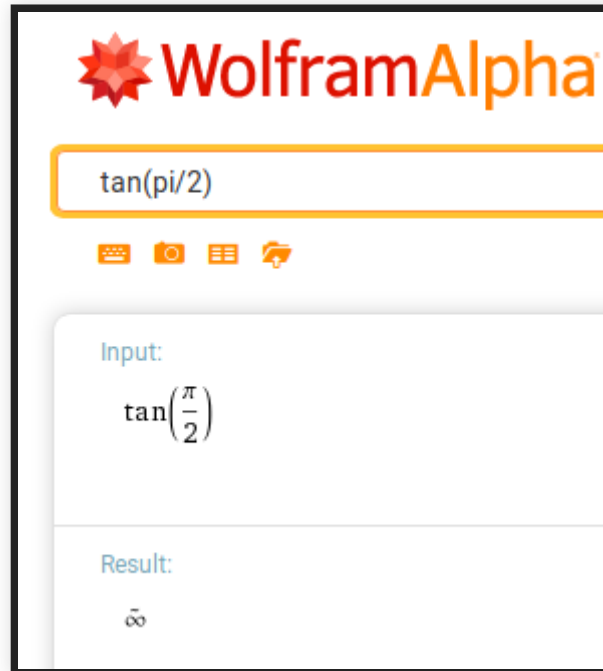 WolframAlpha
tan(pi/2)
Input:
tan(π/2)
Result:
∞̃